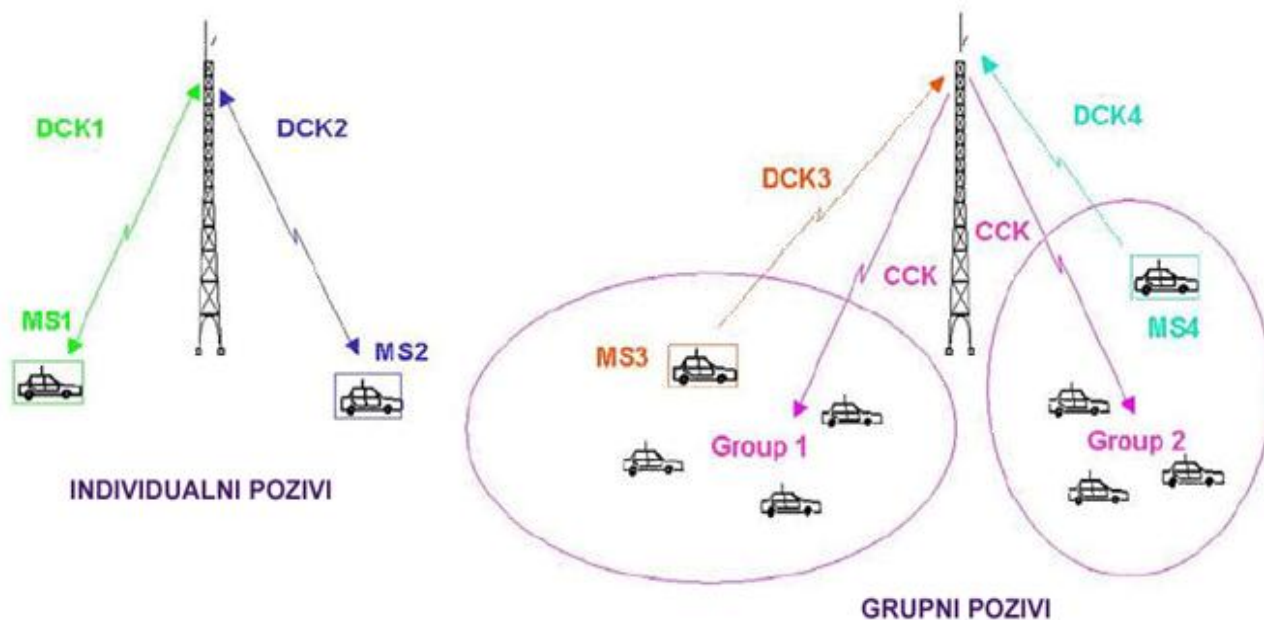 DCK1
DCK2
MS1
MS2
INDIVIDUALNI POZIVI
DCK4
DCK3
CCK
CCK
MS3
MS4
Group 1
Group 2
GRUPNI POZIVI